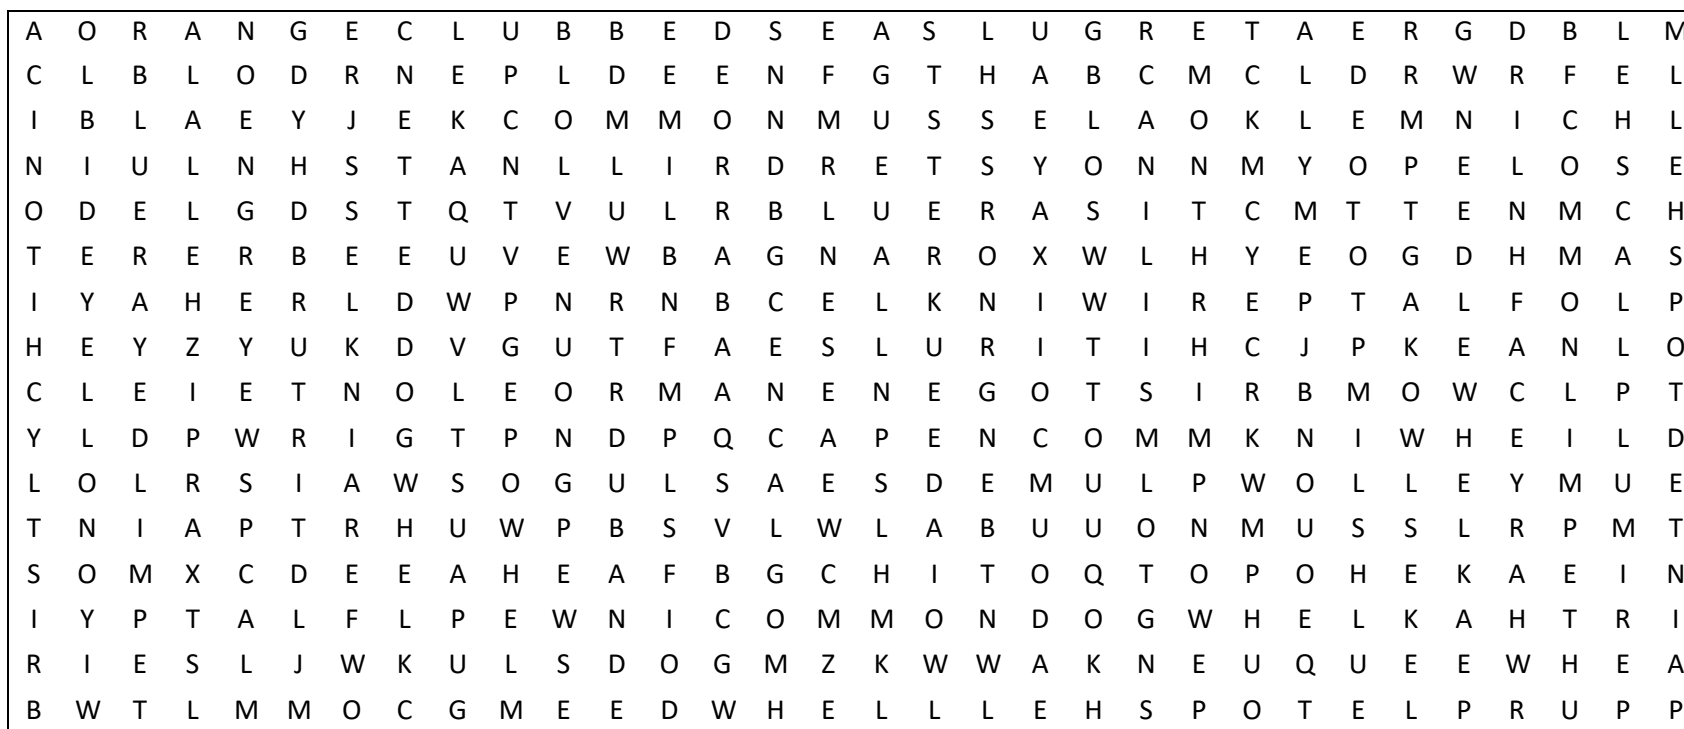 A O R A N G E C L U B B E D S E A S L U G R E T A E R G D B L M
C L B L O D R N E P L D E E N F G T H A B C M C L D R W R F E L
I B L A E Y J E K C O M M O N M U S S E L A O K L E M N I C H L
N I U L N H S T A N L L I R D R E T S Y O N N M Y O P E L O S E
O D E L G D S T Q T V U L R B L U E R A S I T C M T T E N M C H
T E R E R B E E U V E W B A G N A R O X W L H Y E O G D H M A S
I Y A H E R L D W P N R N B C E L K N I W I R E P T A L F O L P
H E Y Z Y U K D V G U T F A E S L U R I T I H C J P K E A N L O
C L E I E T N O L E O R M A N E N E G O T S I R B M O W C L P T
Y L D P W R I G T P N D P Q C A P E N C O M M K N I W H E I L D
L O L R S I A W S O G U L S A E S D E M U L P W O L L E Y M U E
T N I A P T R H U W P B S V L W L A B U U O N M U S S L R P M T
S O M X C D E E A H E A F B G C H I T O Q T O P O H E K A E I N
I Y P T A L F L P E W N I C O M M O N D O G W H E L K A H T R I
R I E S L J W K U L S D O G M Z K W W A K N E U Q U E E W H E A
B W T L M M O C G M E E D W H E L L L E H S P O T E L P R U P P